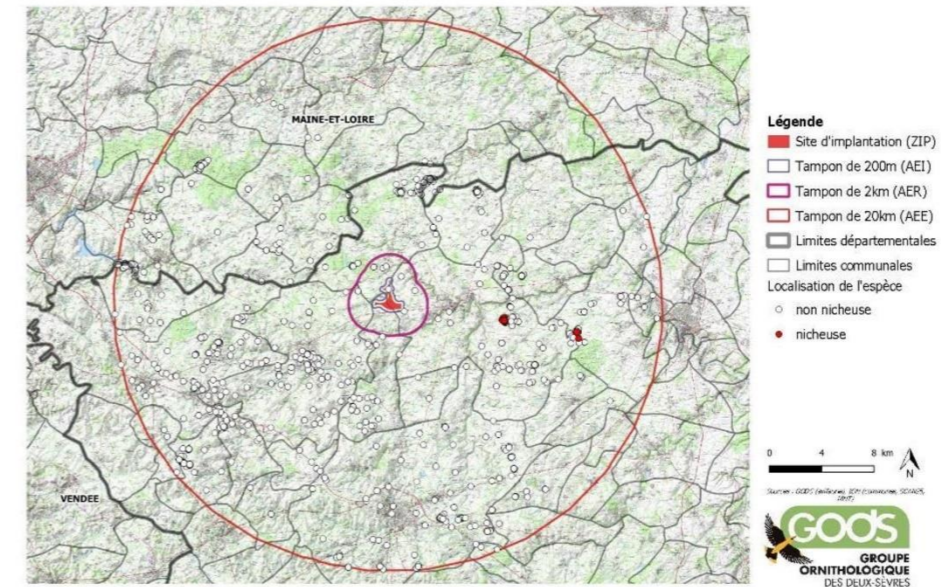 MAINE-ET-LOIRE
VENDEE
Légende
Site d'implantation (ZIP)
Tampon de 200m (AEI)
Tampon de 2km (AER)
Tampon de 20km (AEE)
Limites départementales
Limites communales
Localisation de l'espèce
non nicheuse
nicheuse
0 4 8 km
N
GODS
GROUPE
ORNITHOLOGIQUE
DES DEUX-SÈVRES